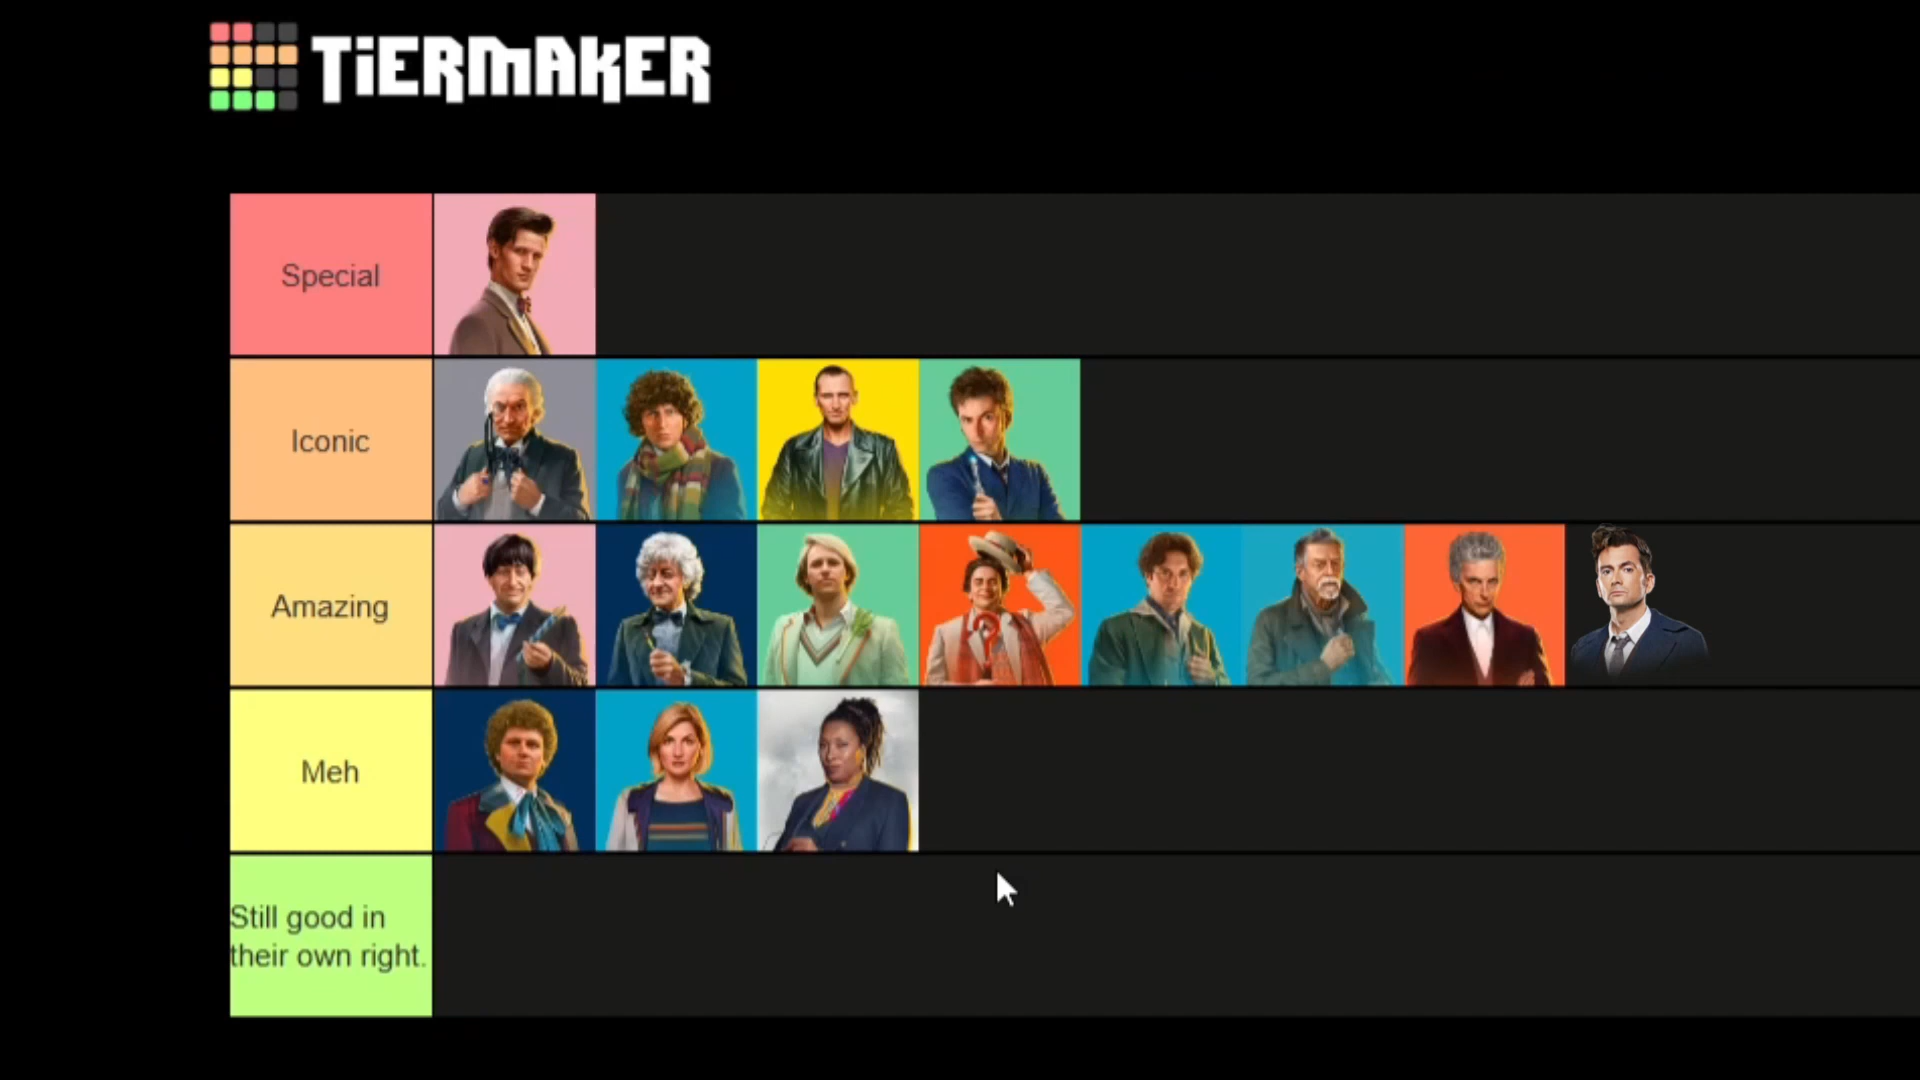 TiERMAKER
Special
Iconic
Amazing
Meh
Still good in
their own right.